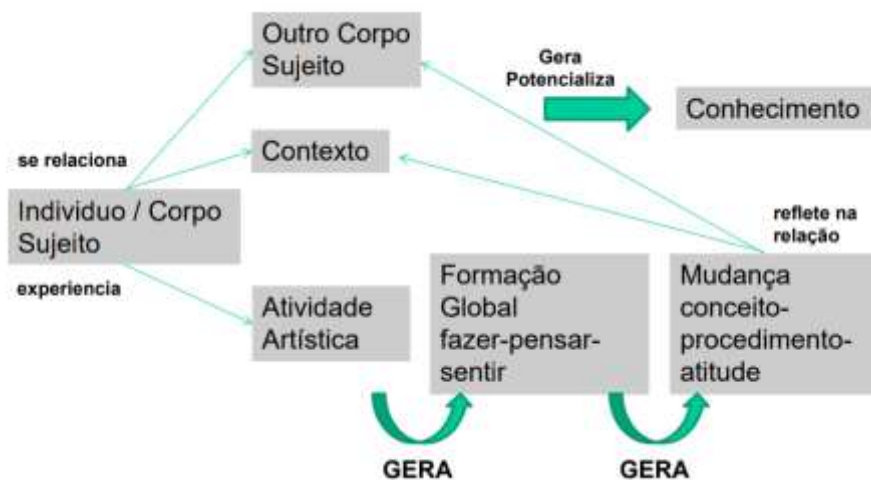 Outro Corpo
Sujeito
Gera
Potencializa
Conhecimento
se relaciona
Contexto
Individuo / Corpo
Sujeito
reflete na
relação
experiencia
Atividade
Artística
Formação
Global
fazer-pensar-
sentir
Mudança
conceito-
procedimento-
atitude
GERA
GERA